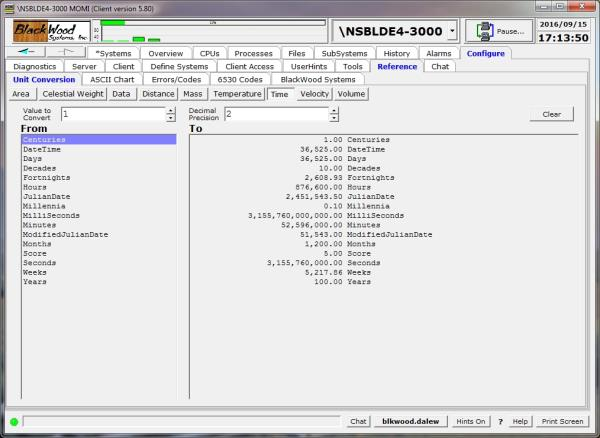 \NSBLDE4-3000 MOMI (Client version 5.80)
BlackWood Systems, Inc.
80
40
12%
\NSBLDE4-3000
Pause...
2016/09/15
17:13:50
*Systems Overview CPUs Processes Files SubSystems History Alarms Configure
Diagnostics Server Client Define Systems Client Access UserHints Tools Reference Chat
Unit Conversion ASCII Chart Errors/Codes 6530 Codes BlackWood Systems
Area Celestial Weight Data Distance Mass Temperature Time Velocity Volume
Value to Convert 1 Decimal Precision 2 Clear
From To
Centuries 1.00 Centuries
DateTime 36,525.00 DateTime
Days 36,525.00 Days
Decades 10.00 Decades
Fortnights 2,608.93 Fortnights
Hours 876,600.00 Hours
JulianDate 2,451,543.50 JulianDate
Millennia 0.10 Millennia
MilliSeconds 3,155,760,000,000.00 MilliSeconds
Minutes 52,596,000.00 Minutes
ModifiedJulianDate 51,543.00 ModifiedJulianDate
Months 1,200.00 Months
Score 5.00 Score
Seconds 3,155,760,000.00 Seconds
Weeks 5,217.86 Weeks
Years 100.00 Years
Chat blkwood.dalew Hints On ? Help Print Screen